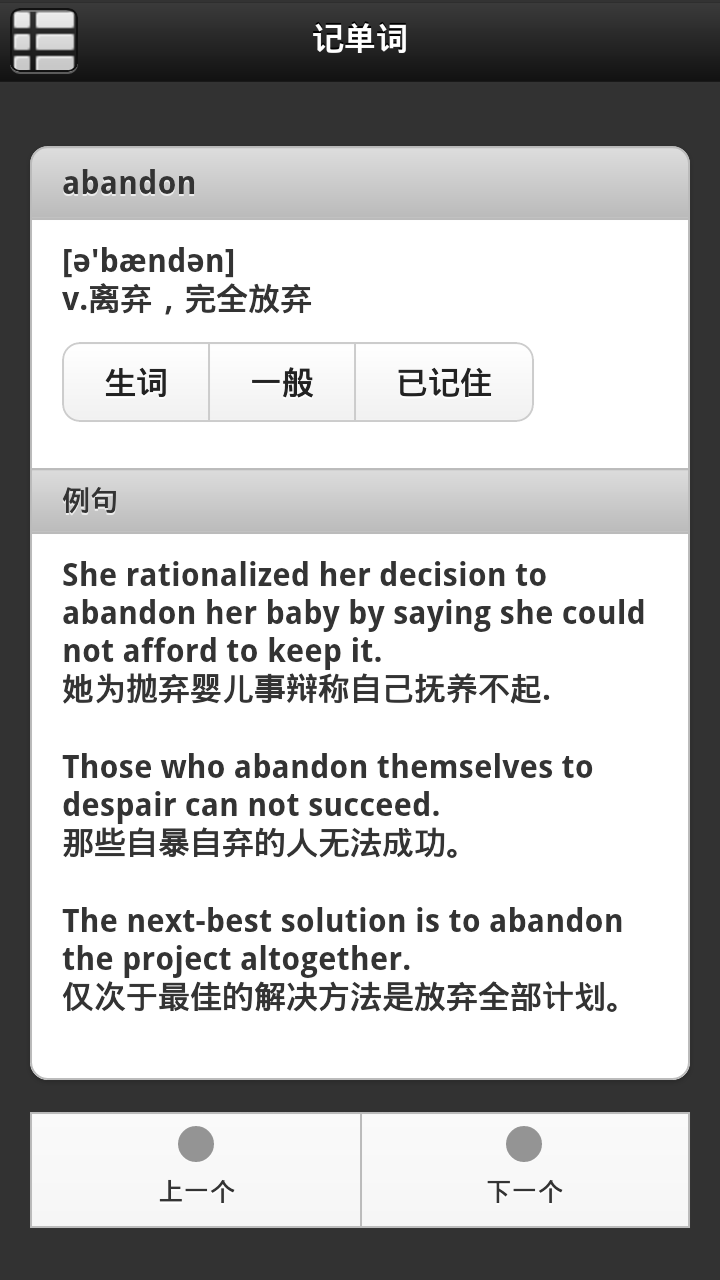 记单词
abandon
[ə'bændən]
v.离弃，完全放弃
生词 一般 已记住
例句
She rationalized her decision to
abandon her baby by saying she could
not afford to keep it.
她为抛弃婴儿事辩称自己抚养不起.
Those who abandon themselves to
despair can not succeed.
那些自暴自弃的人无法成功。
The next-best solution is to abandon
the project altogether.
仅次于最佳的解决方法是放弃全部计划。
上一个 下一个